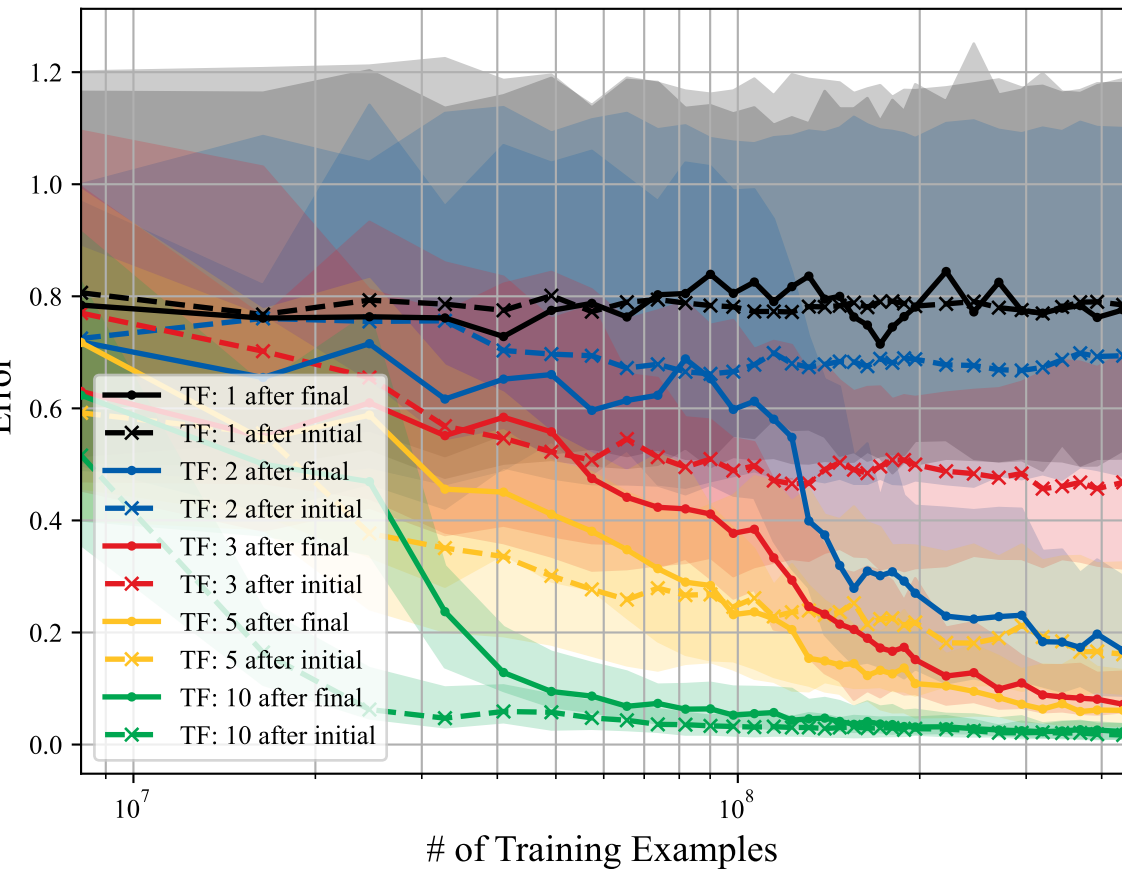 1.2
1.0
0.8
0.6
0.4
0.2
0.0
Error
TF: 1 after final
TF: 1 after initial
TF: 2 after final
TF: 2 after initial
TF: 3 after final
TF: 3 after initial
TF: 5 after final
TF: 5 after initial
TF: 10 after final
TF: 10 after initial
10⁷ 10⁸
# of Training Examples